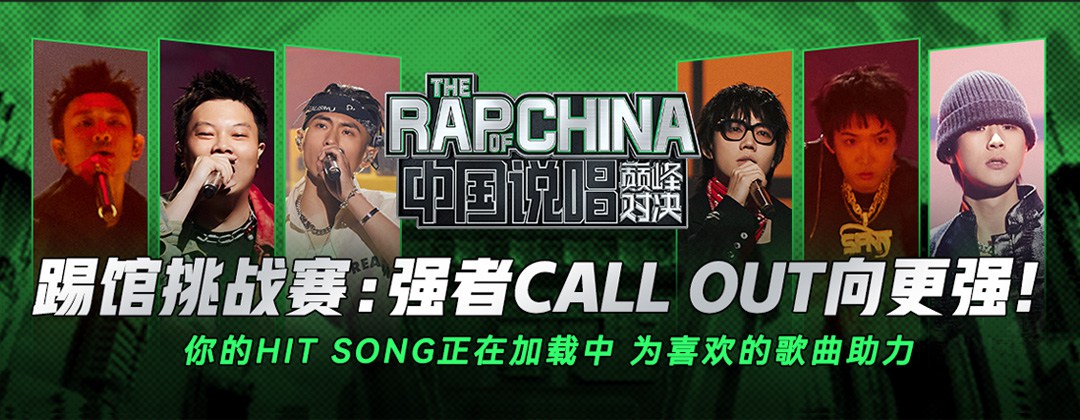 THE
RAP OF CHINA
中国说唱 巅峰对决
踢馆挑战赛:强者CALL OUT向更强!
你的HIT SONG正在加载中 为喜欢的歌曲助力